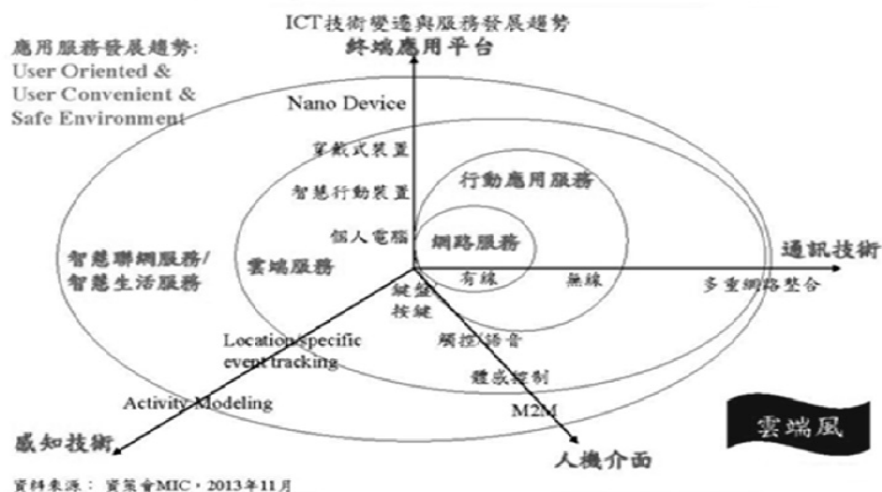 ICT技術變遷與服務發展趨勢
終端應用平台
應用服務發展趨勢:
User Oriented &
User Convenient &
Safe Environment
Nano Device
穿戴式裝置
智慧行動裝置
個人電腦
行動應用服務
網路服務
通訊技術
智慧聯網服務/
智慧生活服務
雲端服務
有線
無線
多重網路整合
鍵盤
按鍵
觸控/語音
Location/specific
event tracking
體感控制
Activity Modeling
M2M
雲端風
感知技術
人機介面
資料來源： 資策會MIC，2013年11月